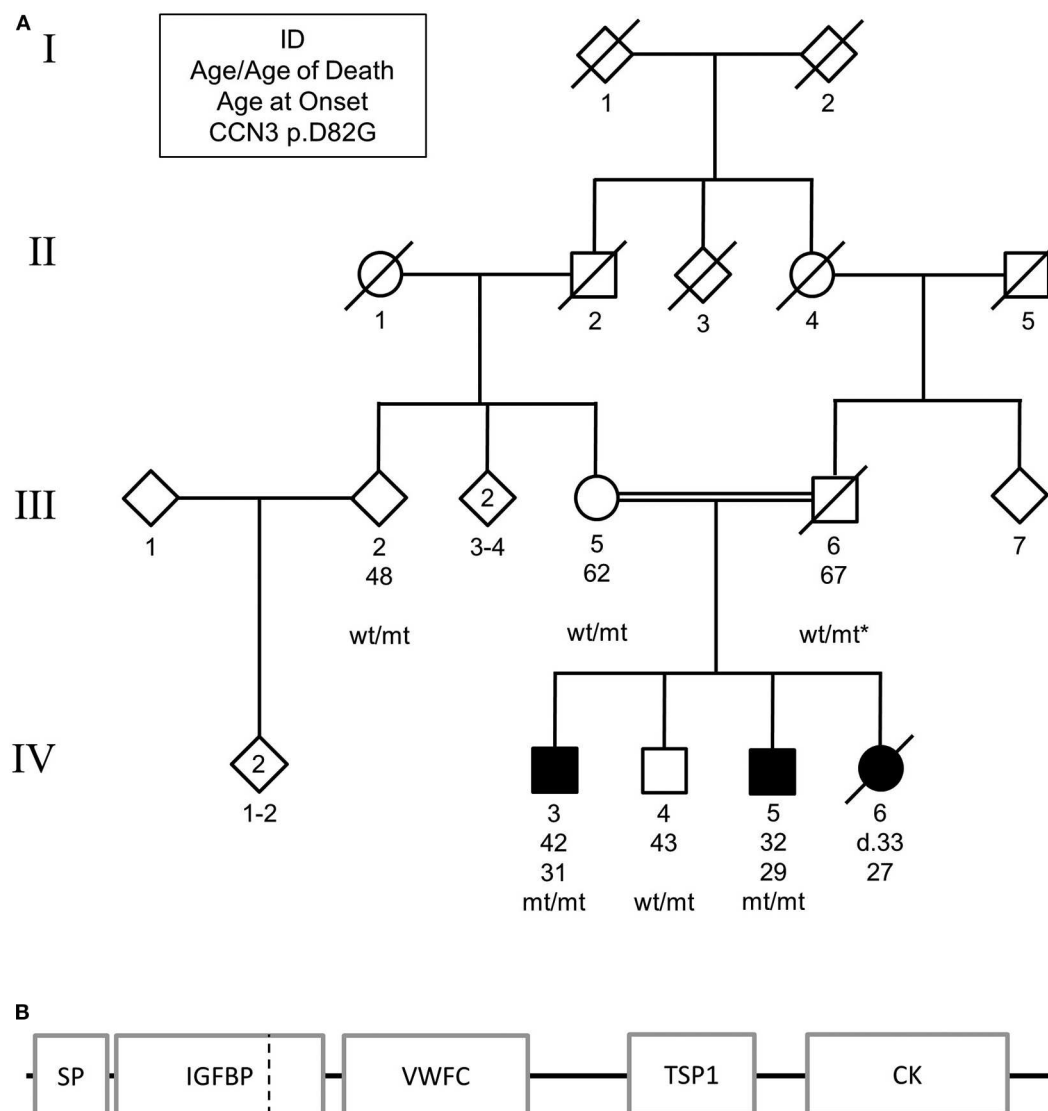 A
I
ID
Age/Age of Death
Age at Onset
CCN3 p.D82G
1 2
II
1 2 3 4 5
III
2
1 2 3-4 5 6 7
48 62 67
wt/mt wt/mt wt/mt*
IV
2
1-2 3 4 5 6
42 43 32 d.33
31 29 27
mt/mt wt/mt mt/mt
B
SP IGFBP VWFC TSP1 CK